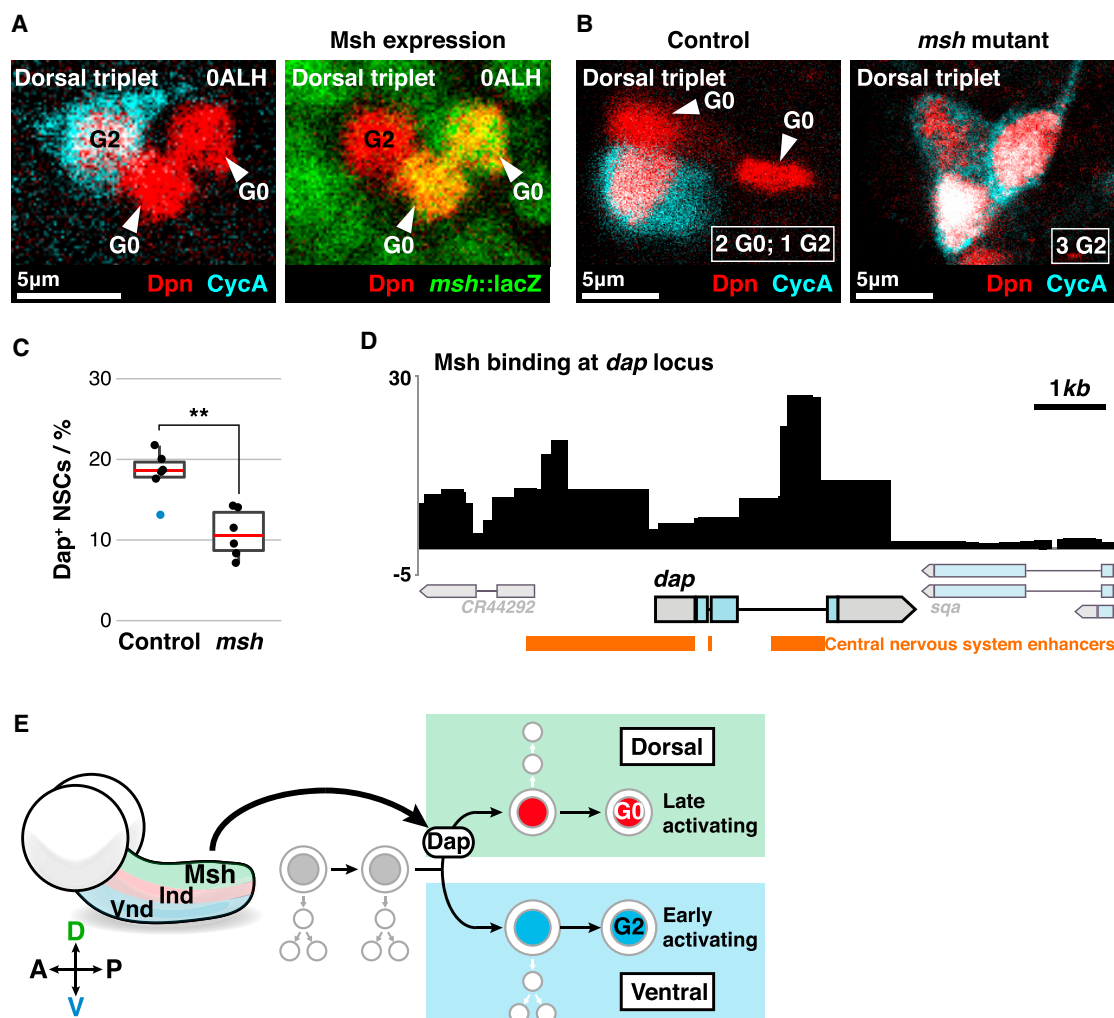 A
Msh expression
Dorsal triplet 0ALH
G2
G0
G0
5µm
Dpn CycA
Dorsal triplet 0ALH
G2
G0
G0
Dpn msh::lacZ
B
Control
msh mutant
Dorsal triplet
G0
G0
2 G0; 1 G2
5µm
Dpn CycA
Dorsal triplet
3 G2
Dpn CycA
C
Dap⁺ NSCs / %
30
20
10
0
**
Control msh
D
Msh binding at dap locus
30
-5
1kb
CR44292
dap
sqa
Central nervous system enhancers
E
Msh
Ind
Vnd
D
A P
V
Dap
Dorsal
G0
Late
activating
G2
Early
activating
Ventral